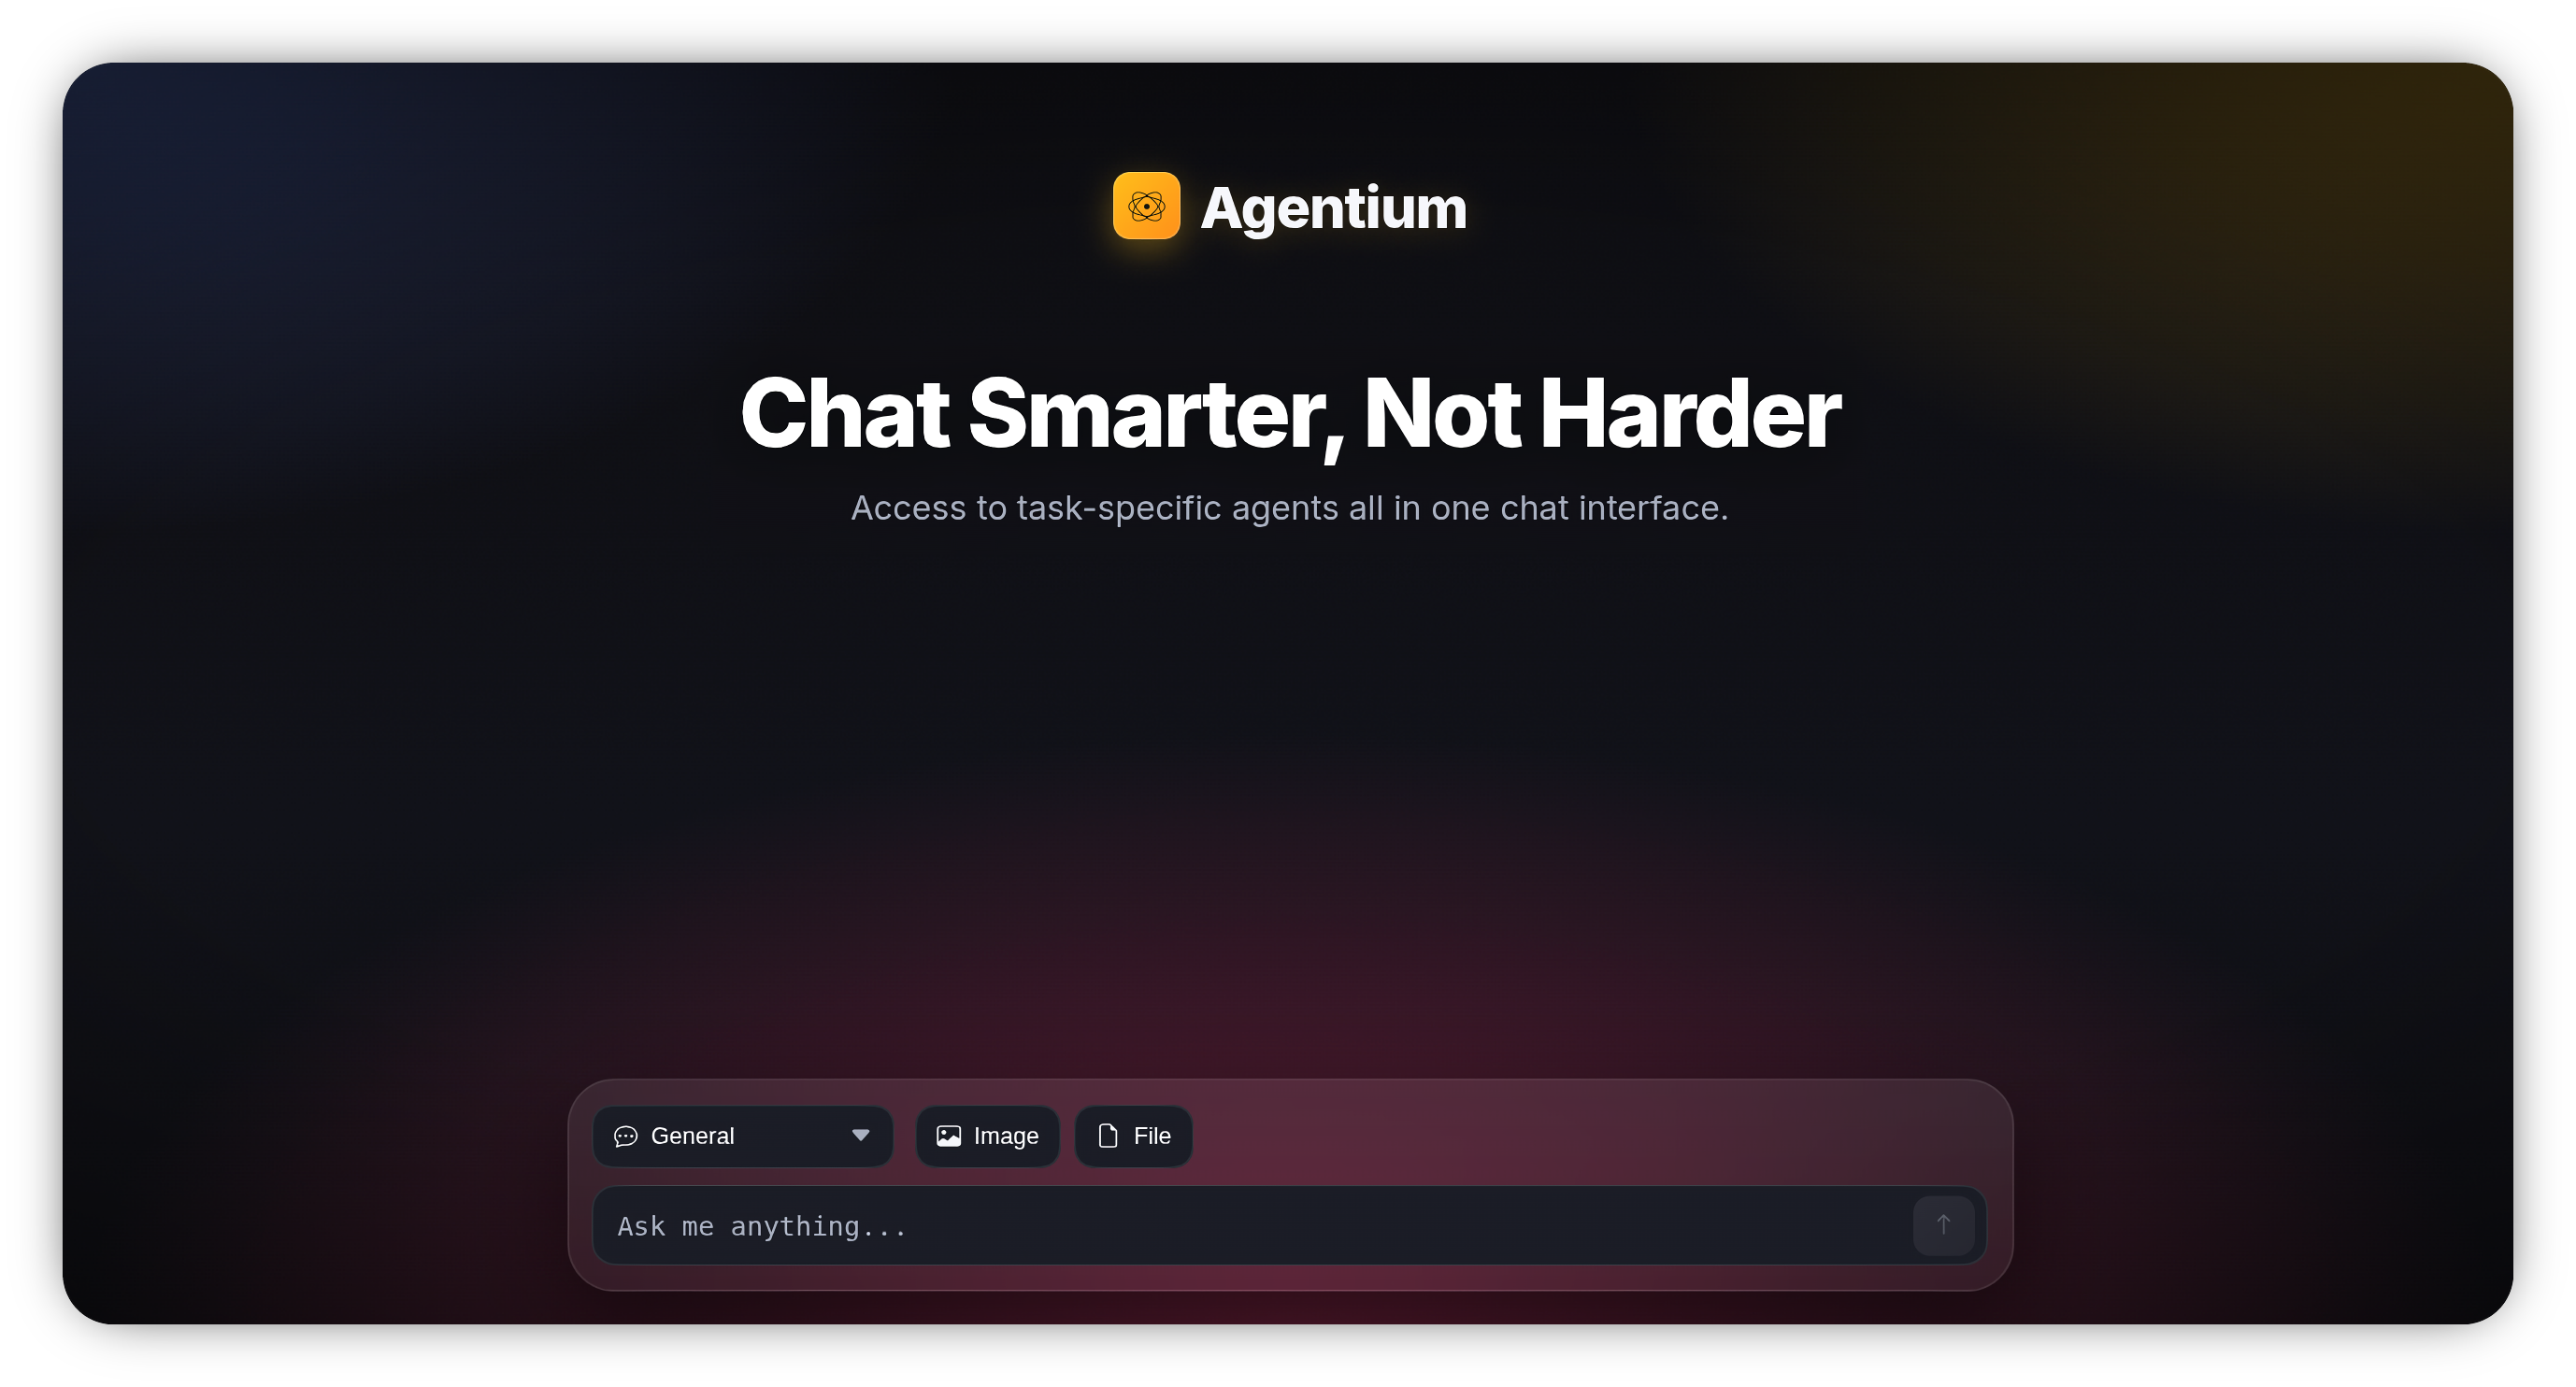 Agentium
Chat Smarter, Not Harder
Access to task-specific agents all in one chat interface.
General
Image
File
Ask me anything...